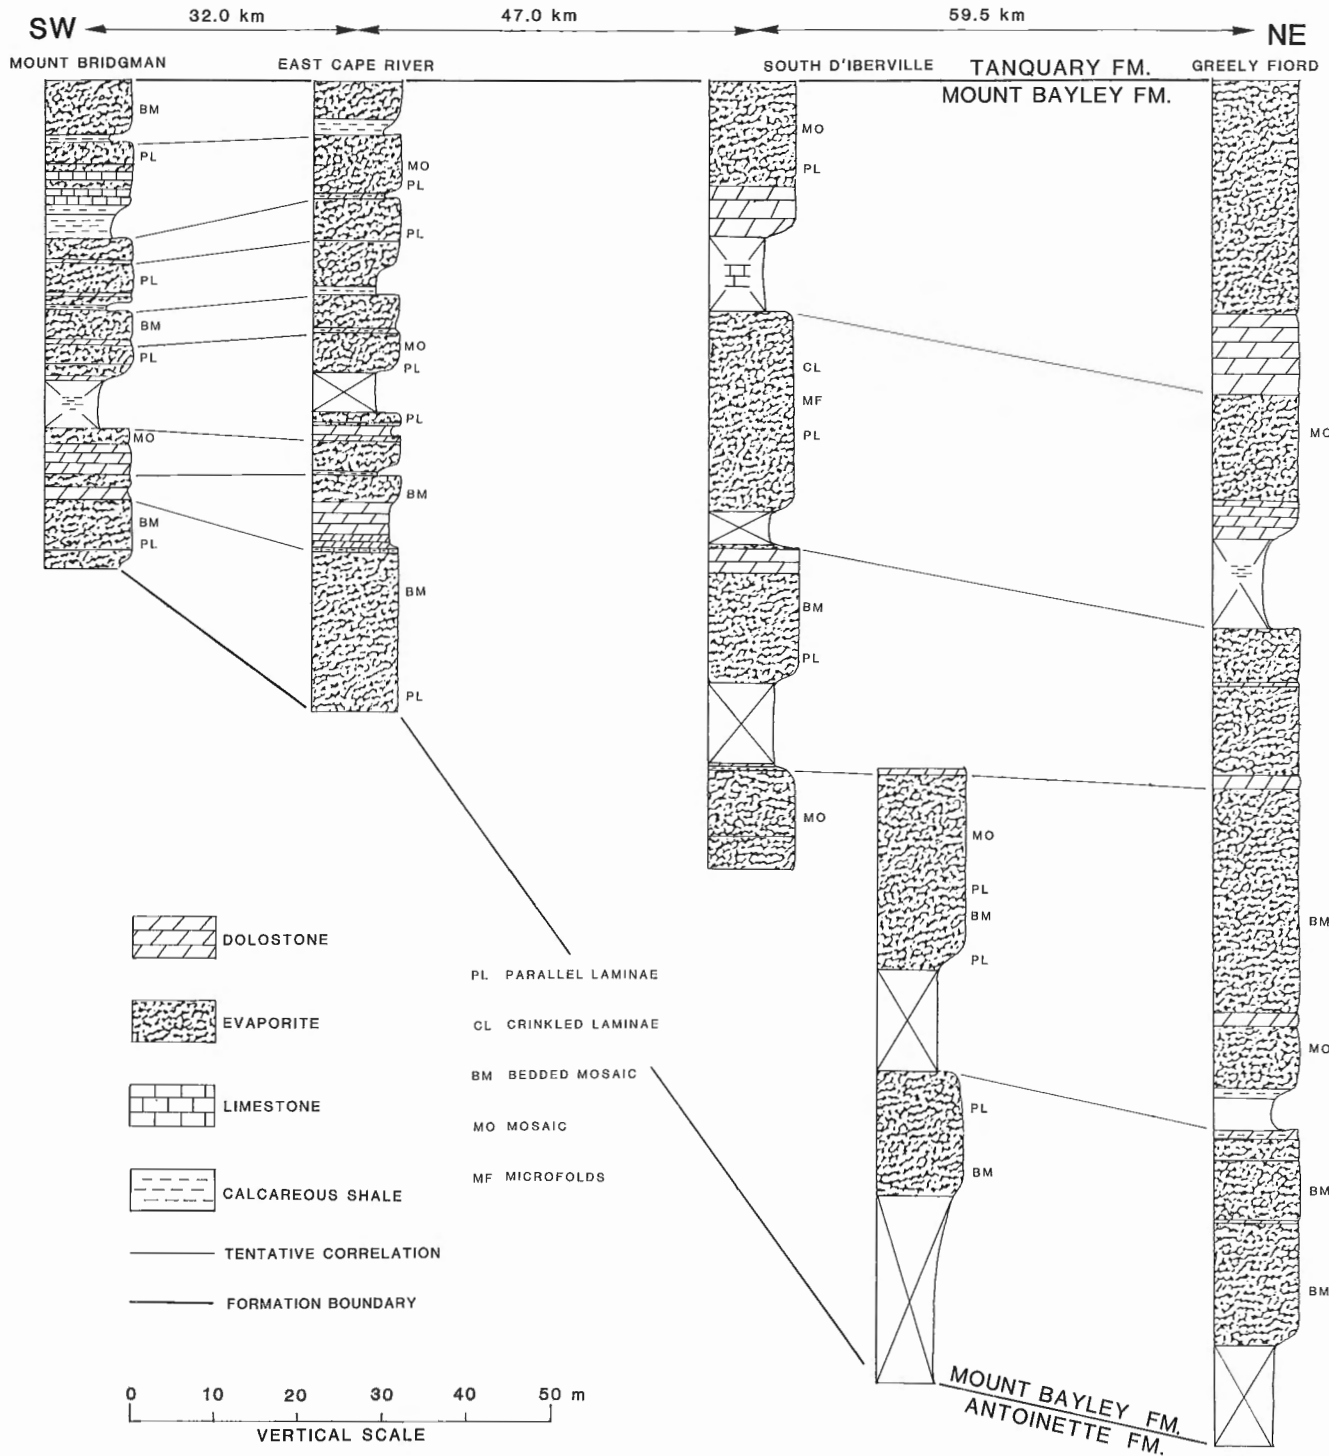 32.0 km 47.0 km 59.5 km
SW NE
MOUNT BRIDGMAN EAST CAPE RIVER SOUTH D'IBERVILLE TANQUARY FM. GREELY FIORD
MOUNT BAYLEY FM.
BM
PL
PL
BM
PL
MO
BM
PL
MO
PL
PL
MO
PL
PL
BM
BM
PL
MO
PL
CL
MF
PL
BM
PL
MO
MO
PL
BM
PL
PL
BM
MO
BM
MO
BM
BM
DOLOSTONE
EVAPORITE
LIMESTONE
CALCAREOUS SHALE
TENTATIVE CORRELATION
FORMATION BOUNDARY
PL PARALLEL LAMINAE
CL CRINKLED LAMINAE
BM BEDDED MOSAIC
MO MOSAIC
MF MICROFOLDS
0 10 20 30 40 50 m
VERTICAL SCALE
MOUNT BAYLEY FM.
ANTOINETTE FM.